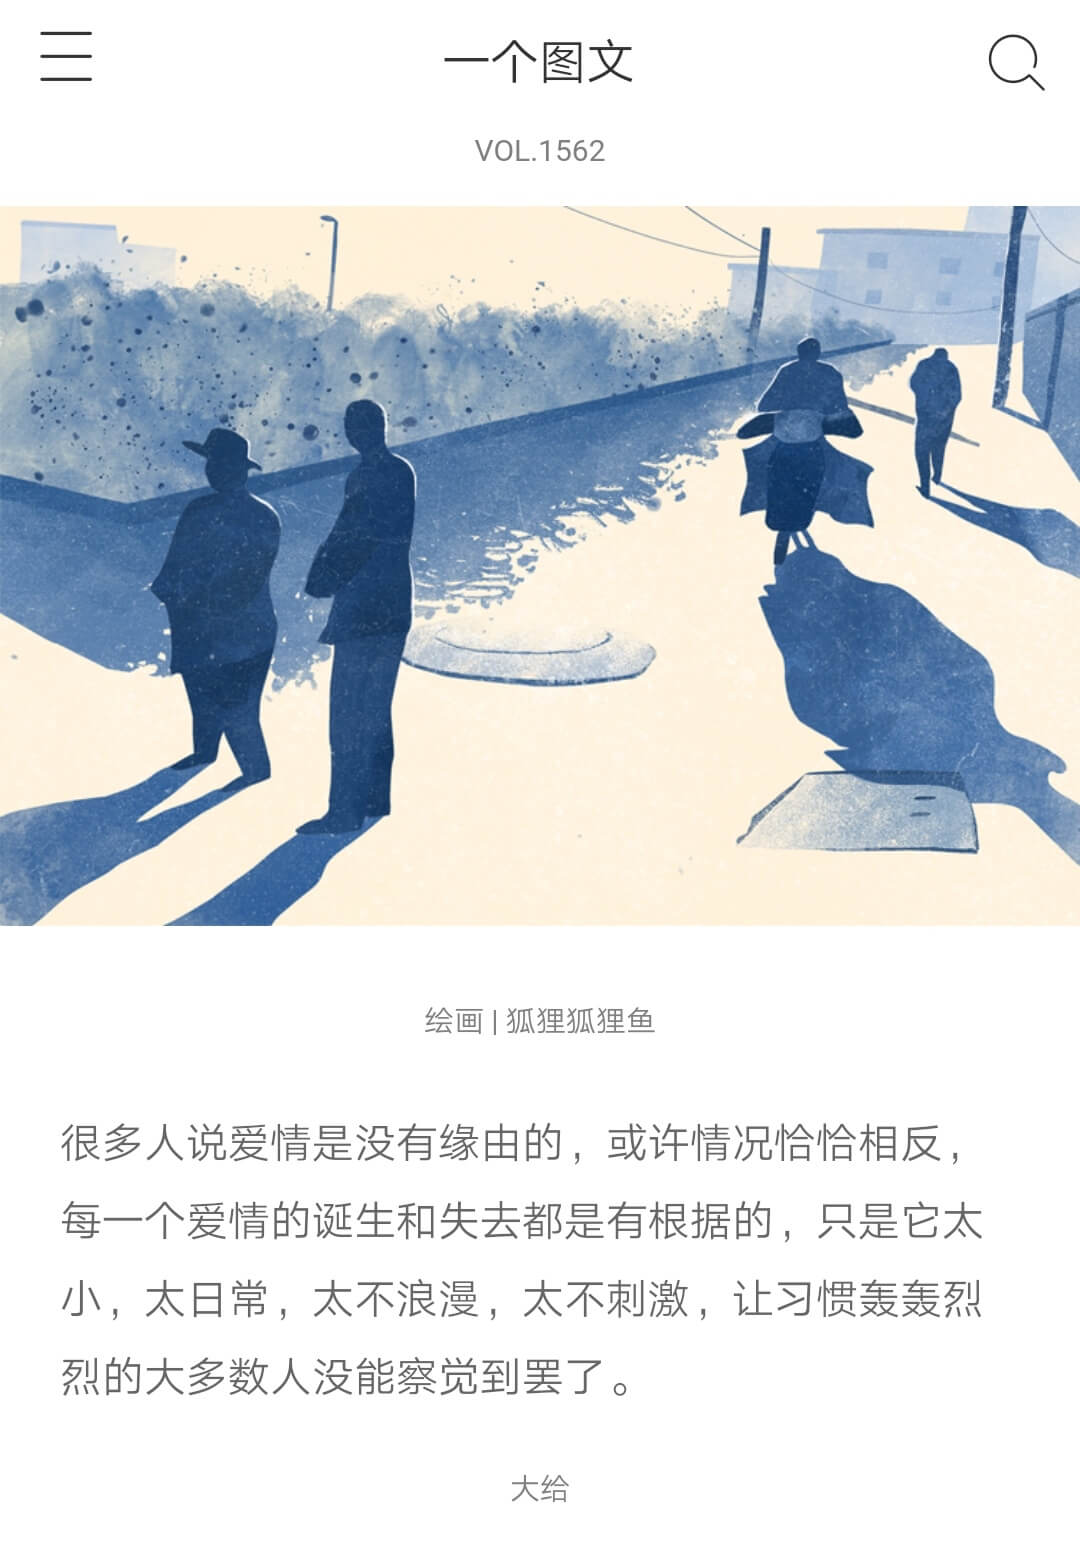 一个图文
VOL.1562
绘画 | 狐狸狐狸鱼
很多人说爱情是没有缘由的，或许情况恰恰相反，
每一个爱情的诞生和失去都是有根据的，只是它太
小，太日常，太不浪漫，太不刺激，让习惯轰轰烈
烈的大多数人没能察觉到罢了。
大给